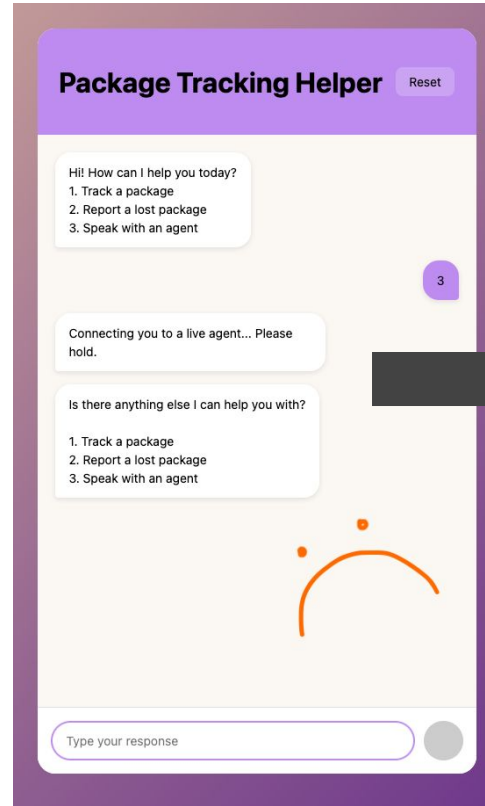 Package Tracking Helper
Reset
Hi! How can I help you today?
1. Track a package
2. Report a lost package
3. Speak with an agent
3
Connecting you to a live agent... Please
hold.
Is there anything else I can help you with?
1. Track a package
2. Report a lost package
3. Speak with an agent
Type your response